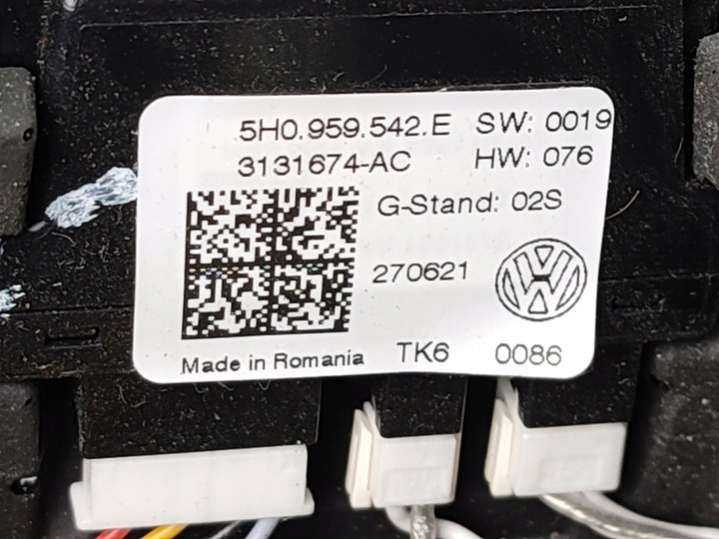 5H0.959.542.E SW: 0019
3131674-AC HW: 076
G-Stand: 02S
270621
Made in Romania TK6 0086